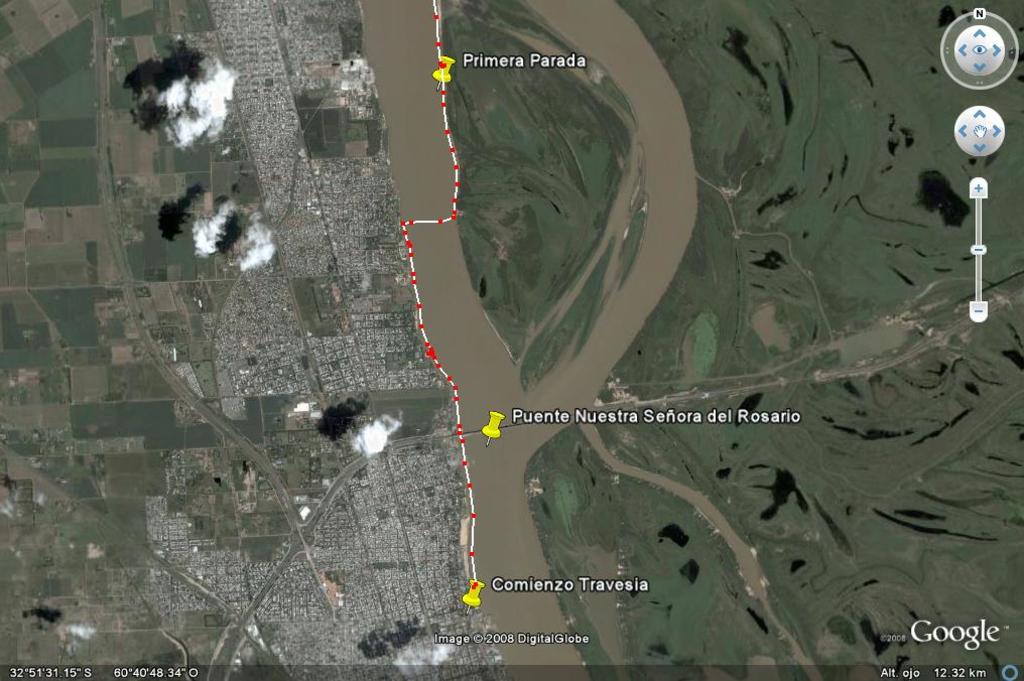 N
Primera Parada
Puente Nuestra Señora del Rosario
Comienzo Travesia
Image © 2008 DigitalGlobe
©2008 Google™
32°51'31.15" S 60°40'48.34" O Alt. ojo 12.32 km